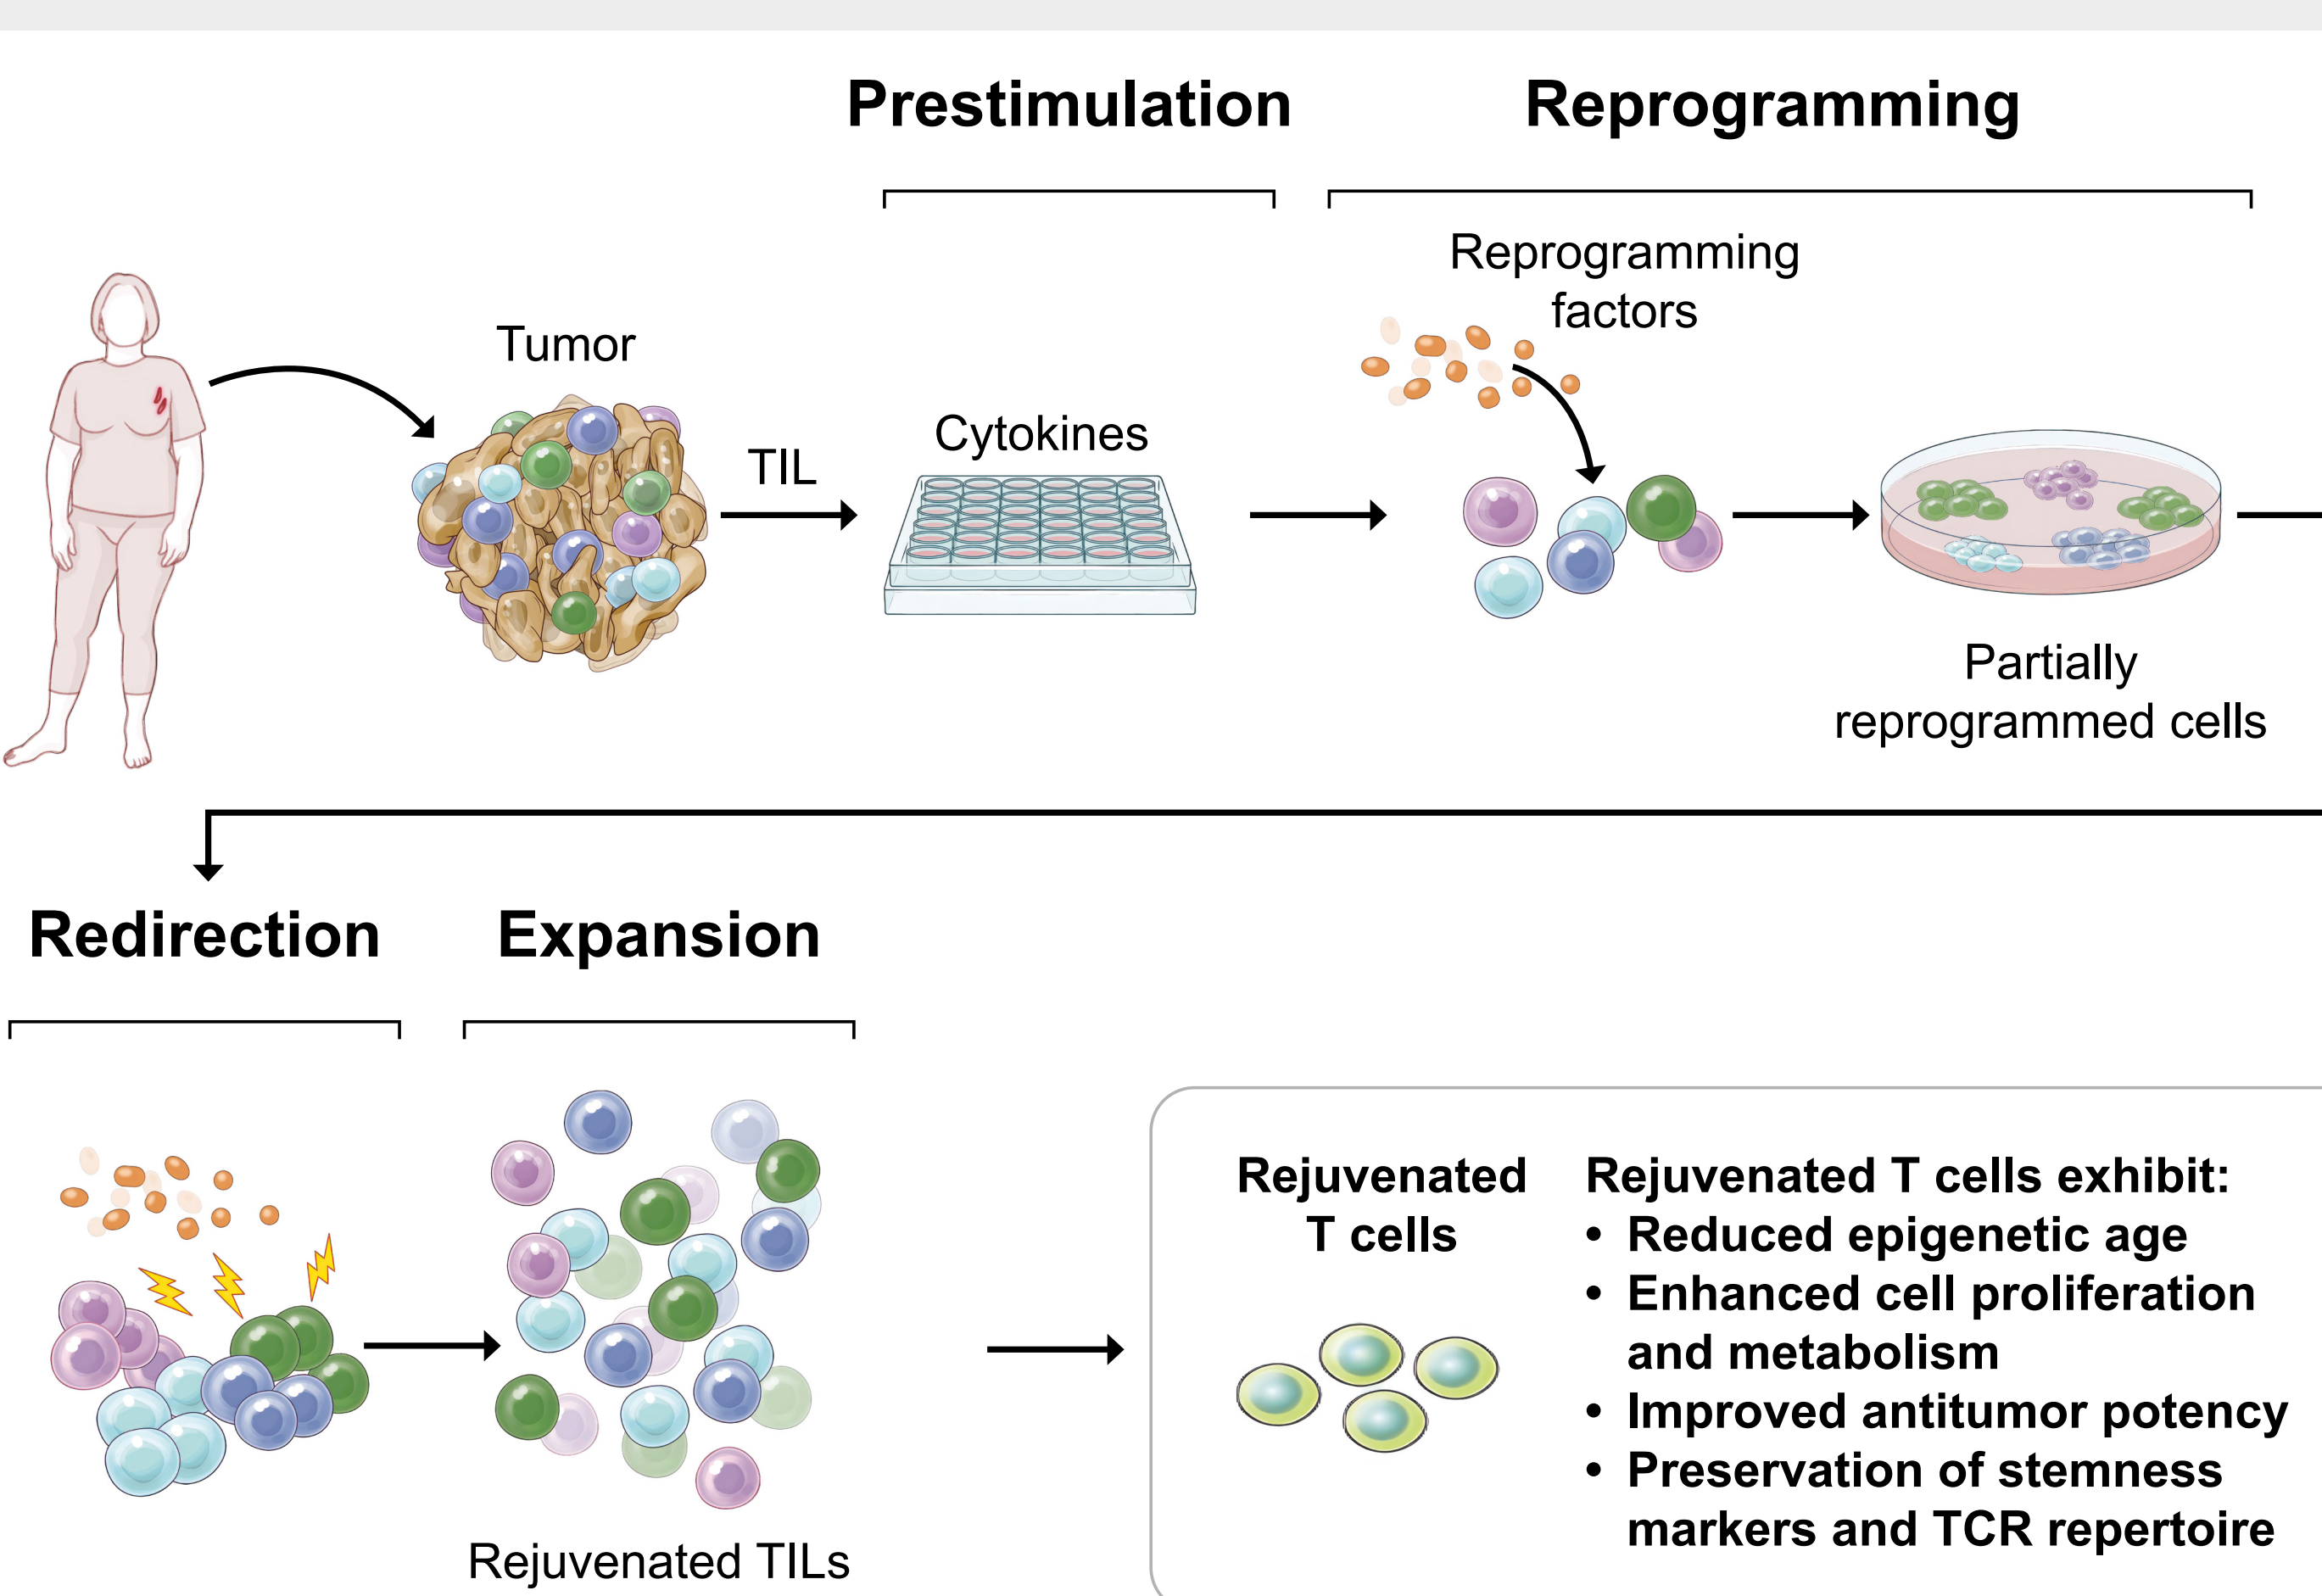 Prestimulation
Reprogramming
Reprogramming
factors
Tumor
TIL
Cytokines
Partially
reprogrammed cells
Redirection
Expansion
Rejuvenated TILs
Rejuvenated
T cells
Rejuvenated T cells exhibit:
• Reduced epigenetic age
• Enhanced cell proliferation
and metabolism
• Improved antitumor potency
• Preservation of stemness
markers and TCR repertoire